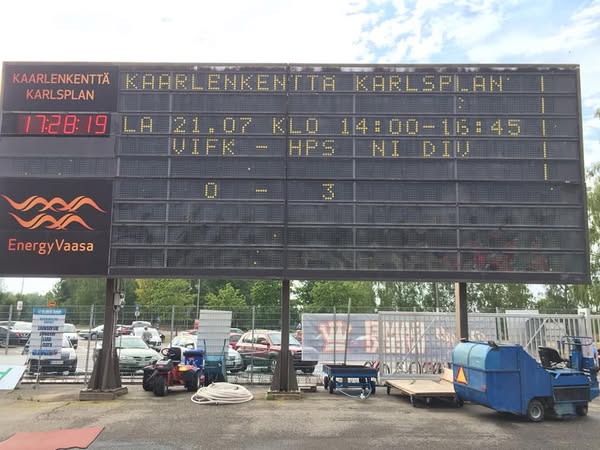 KAARLENKENTTÄ
KARLSPLAN
17:28:19
KAARLENKENTTÄ KARLSPLAN
LA 21.07 KLO 14:00-16:45
VIFK - HPS NI DIV
0 - 3
EnergyVaasa